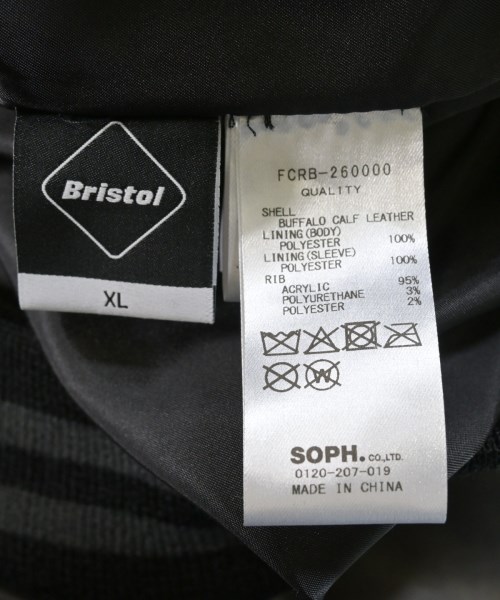 Bristol
XL
FCRB-260000
QUALITY
SHELL
BUFFALO CALF LEATHER
LINING(BODY)
POLYESTER 100%
LINING(SLEEVE)
POLYESTER 100%
RIB
ACRYLIC 95%
POLYURETHANE 3%
POLYESTER 2%
W
SOPH. CO.,LTD.
0120-207-019
MADE IN CHINA